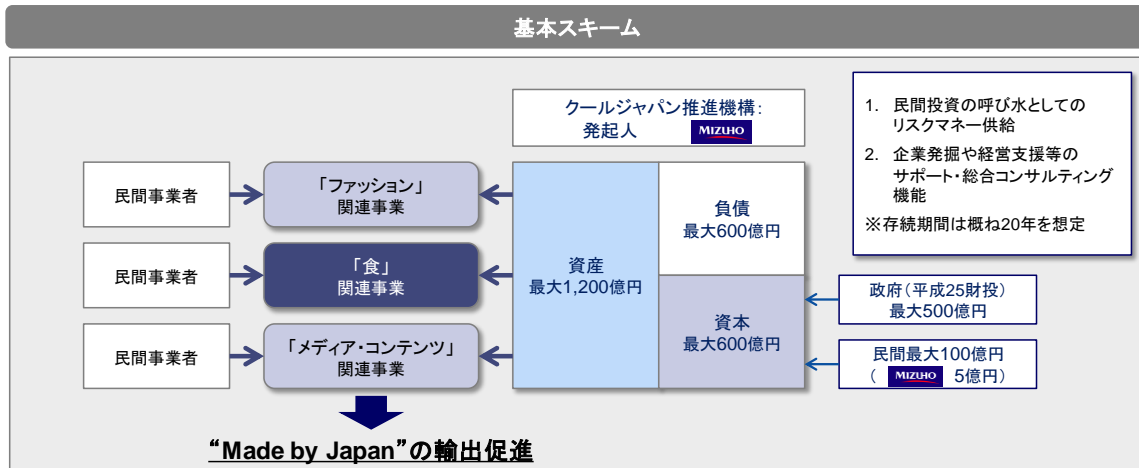 基本スキーム
クールジャパン推進機構：
発起人 MIZUHO
1. 民間投資の呼び水としての
リスクマネー供給
2. 企業発掘や経営支援等の
サポート・総合コンサルティング
機能
※存続期間は概ね20年を想定
民間事業者
「ファッション」
関連事業
民間事業者
「食」
関連事業
民間事業者
「メディア・コンテンツ」
関連事業
資産
最大1,200億円
負債
最大600億円
資本
最大600億円
政府（平成25財投）
最大500億円
民間最大100億円
（ MIZUHO 5億円）
“Made by Japan”の輸出促進